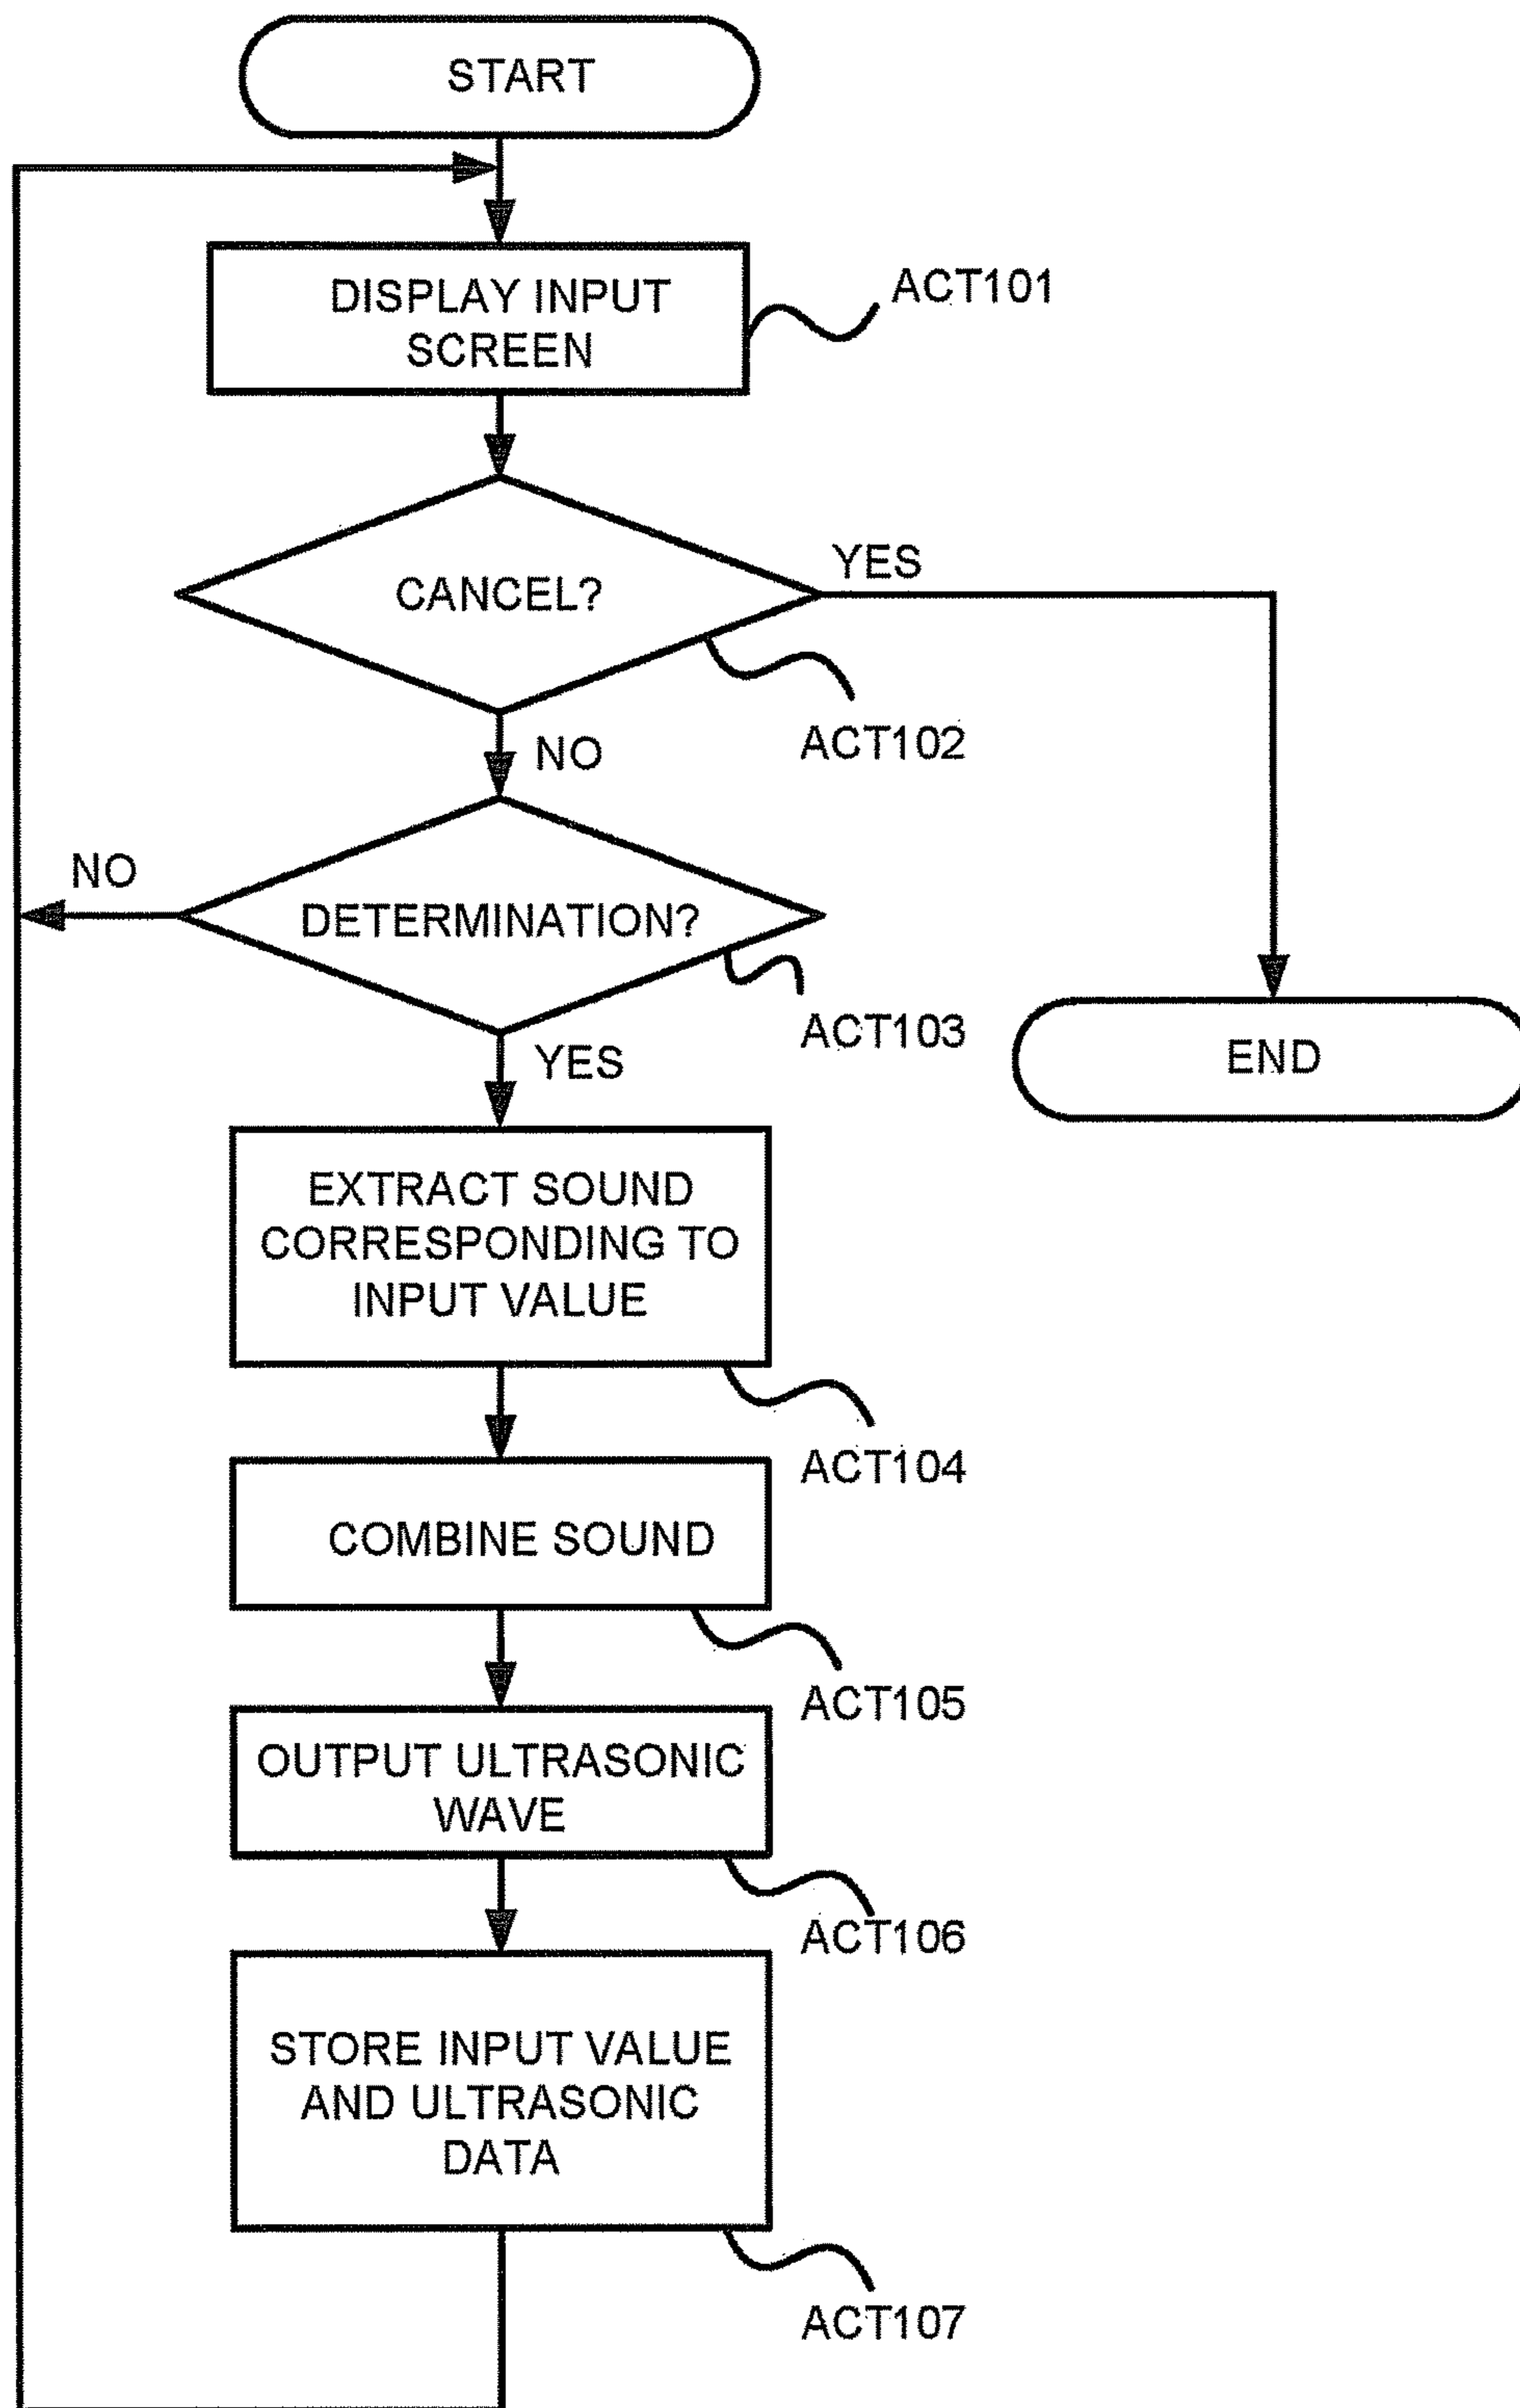 START
DISPLAY INPUT
SCREEN
ACT101
CANCEL?
YES
ACT102
NO
NO
DETERMINATION?
ACT103
YES
END
EXTRACT SOUND
CORRESPONDING TO
INPUT VALUE
ACT104
COMBINE SOUND
ACT105
OUTPUT ULTRASONIC
WAVE
ACT106
STORE INPUT VALUE
AND ULTRASONIC
DATA
ACT107